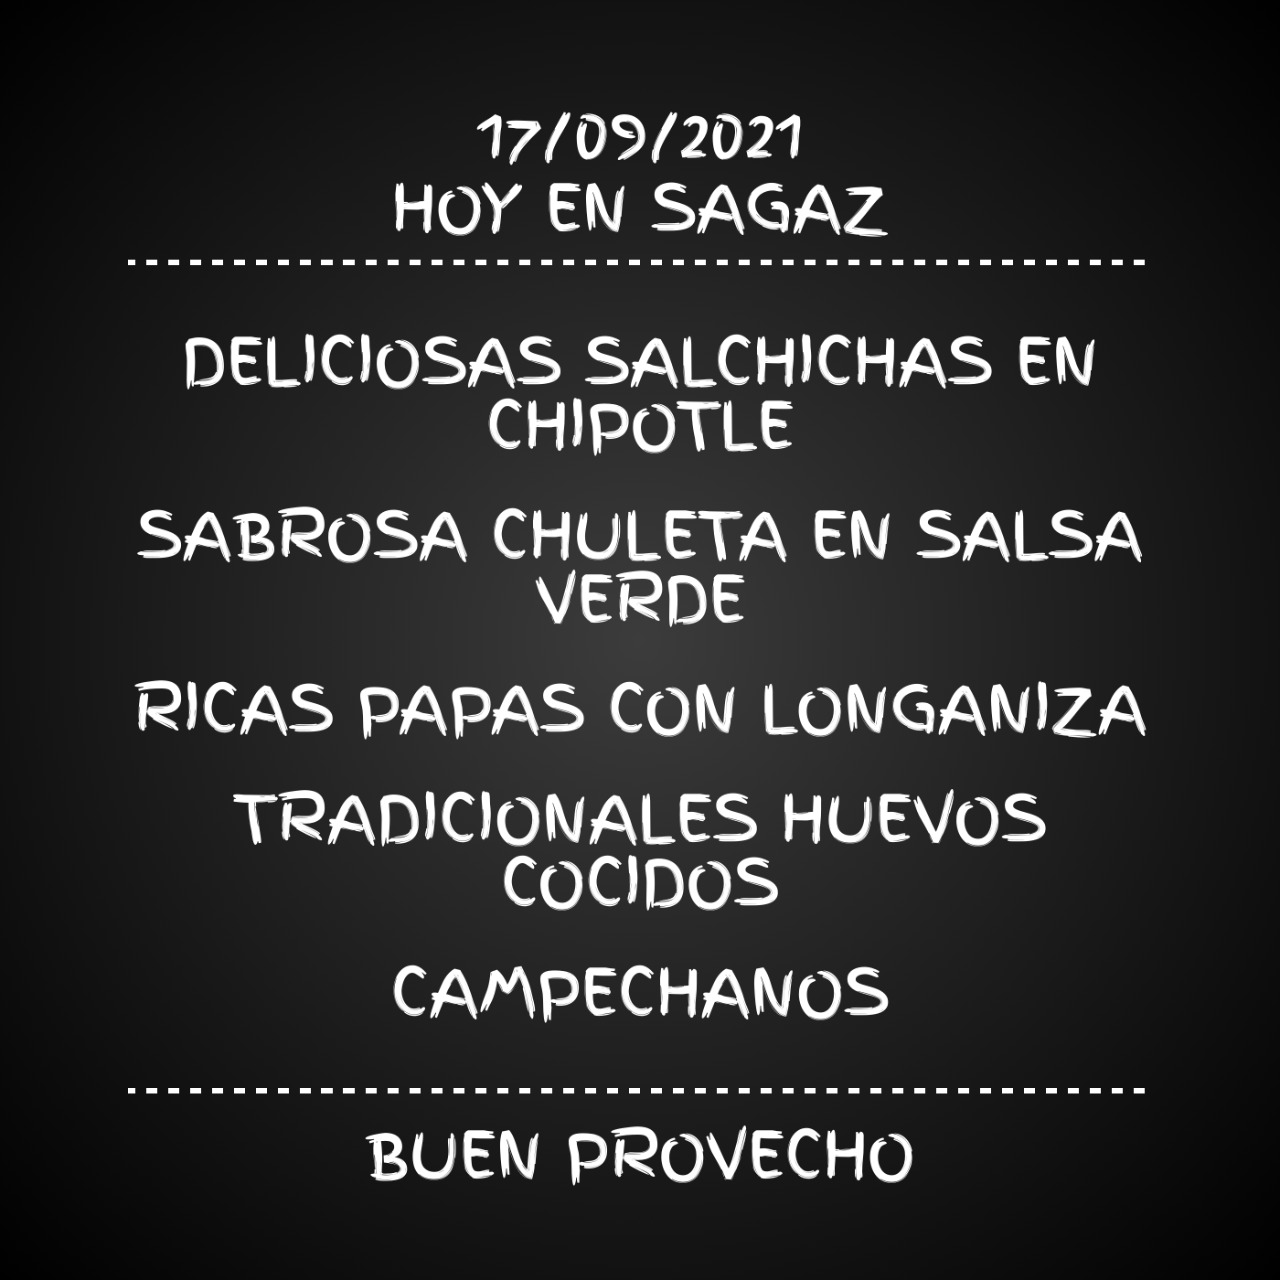 17/09/2021
HOY EN SAGAZ
DELICIOSAS SALCHICHAS EN
CHIPOTLE
SABROSA CHULETA EN SALSA
VERDE
RICAS PAPAS CON LONGANIZA
TRADICIONALES HUEVOS
COCIDOS
CAMPECHANOS
BUEN PROVECHO